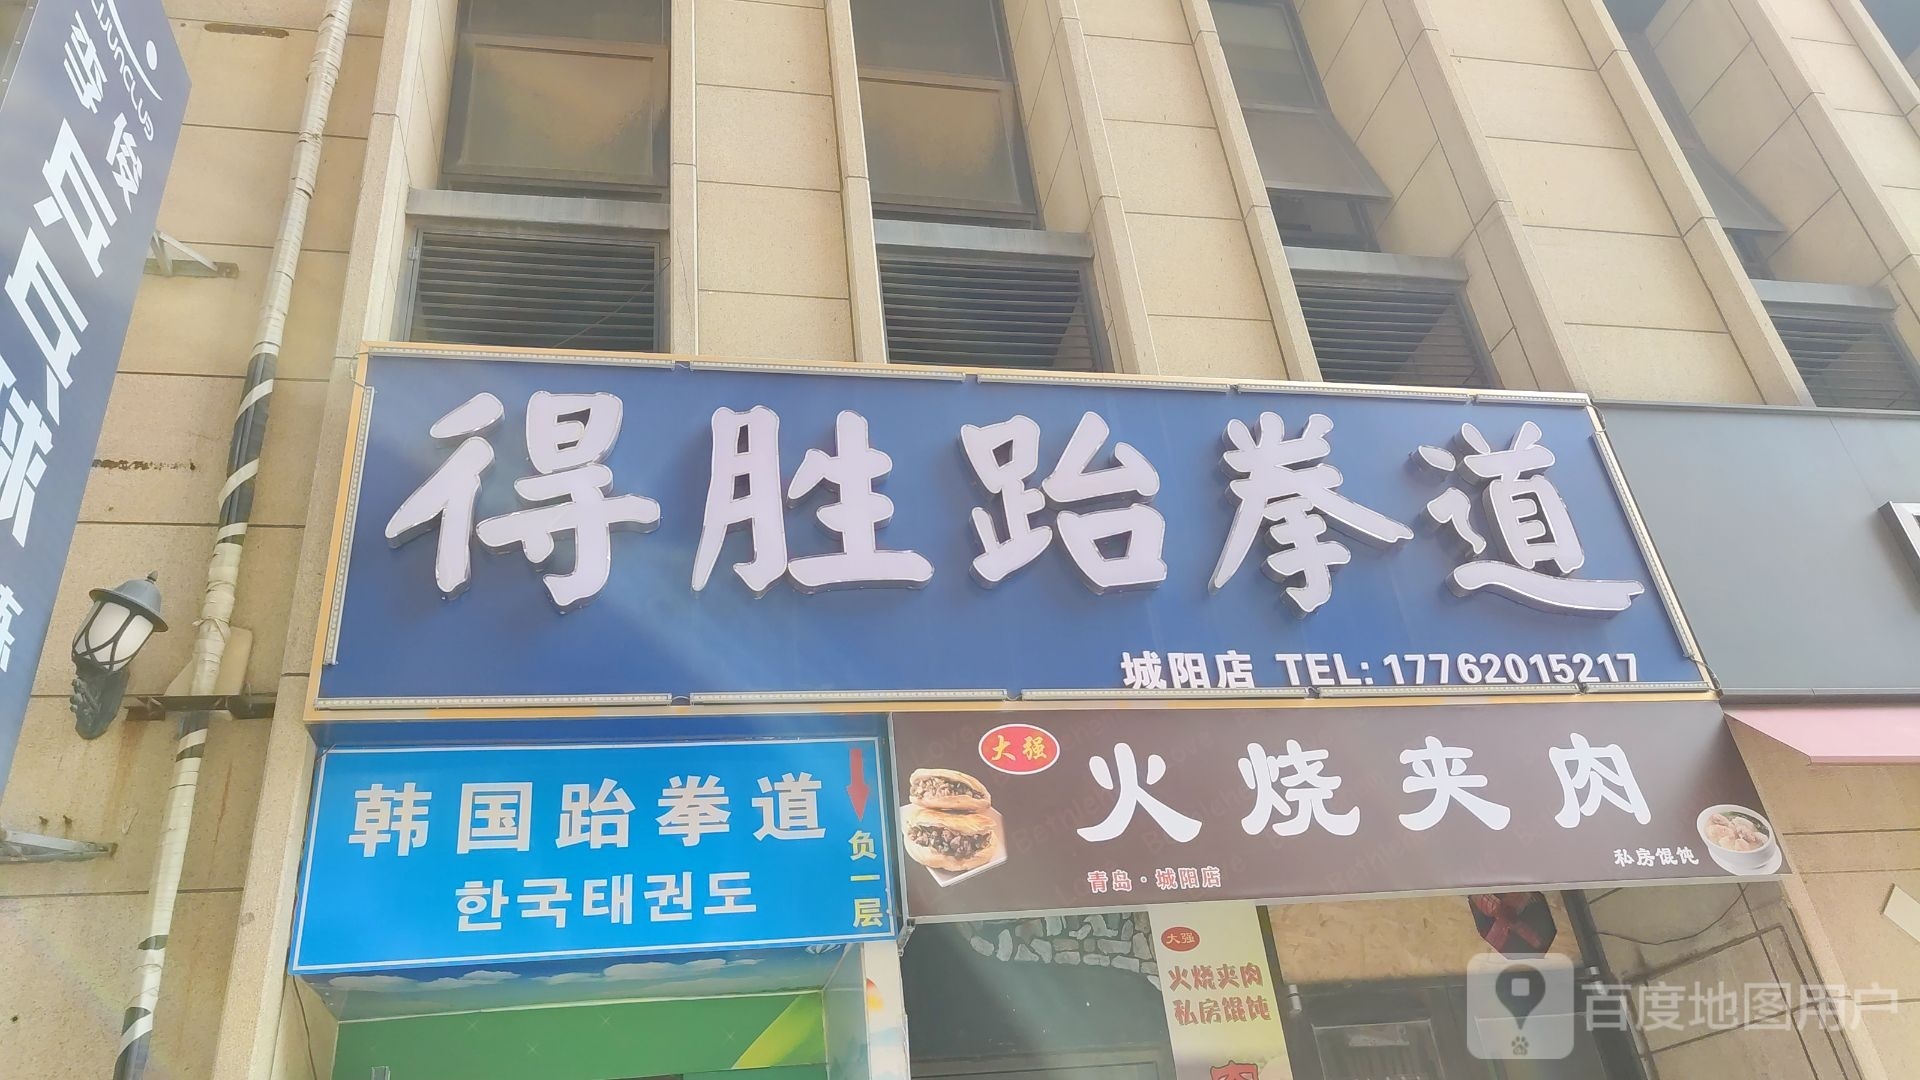 得胜跆拳道
城阳店 TEL: 17762015217
韩国跆拳道
한국태권도
负一层
大强
火烧夹肉
青岛·城阳店
私房馄饨
大强
火烧夹肉
私房馄饨
肉
百度地图用户